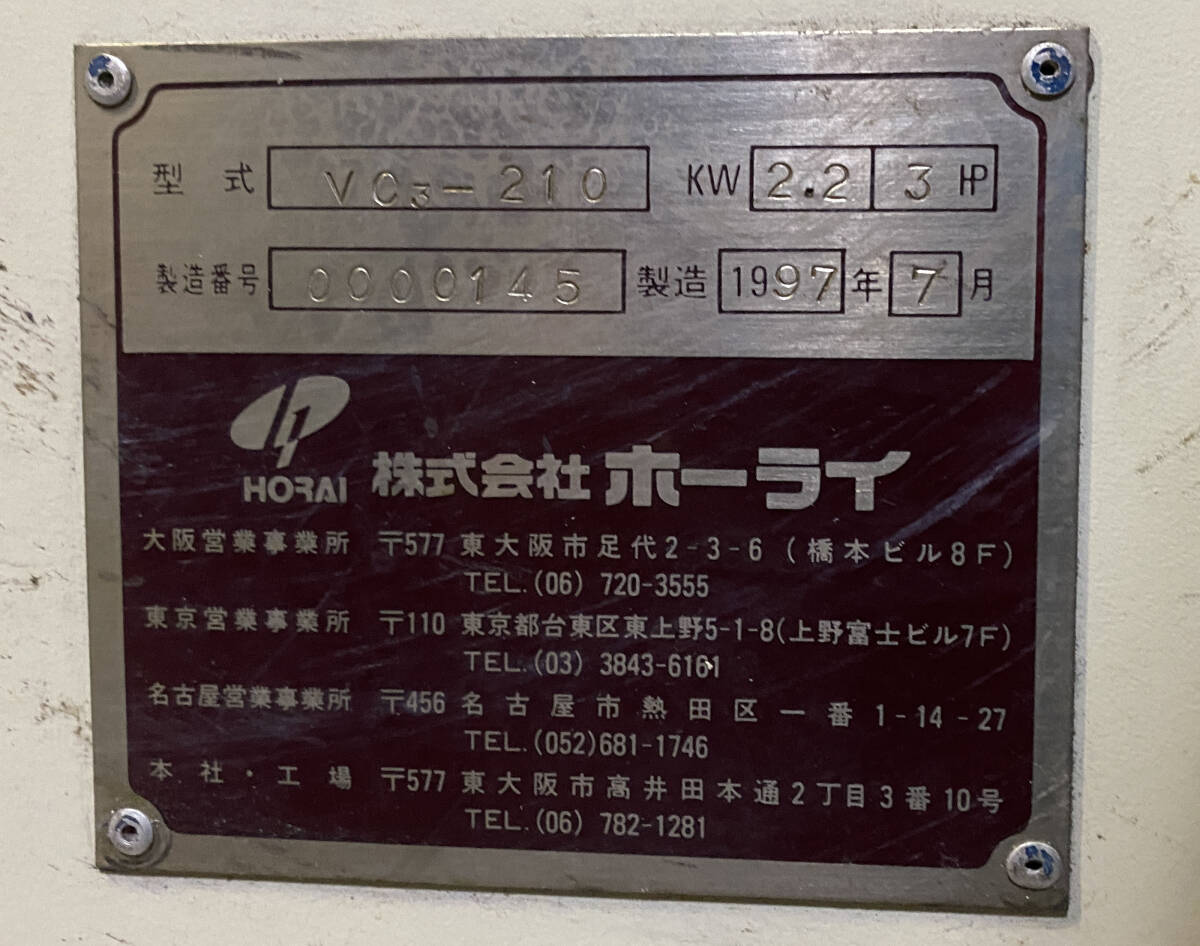 型式 VC3-210 KW 2.2 3 HP
製造番号 0000145 製造 1997年 7月
HORAI 株式会社ホーライ
大阪営業事業所 〒577 東大阪市足代2-3-6(橋本ビル8F)
TEL.(06) 720-3555
東京営業事業所 〒110 東京都台東区東上野5-1-8(上野富士ビル7F)
TEL.(03) 3843-6161
名古屋営業事業所 〒456 名古屋市熱田区一番1-14-27
TEL.(052)681-1746
本社・工場 〒577 東大阪市高井田本通2丁目3番10号
TEL.(06) 782-1281